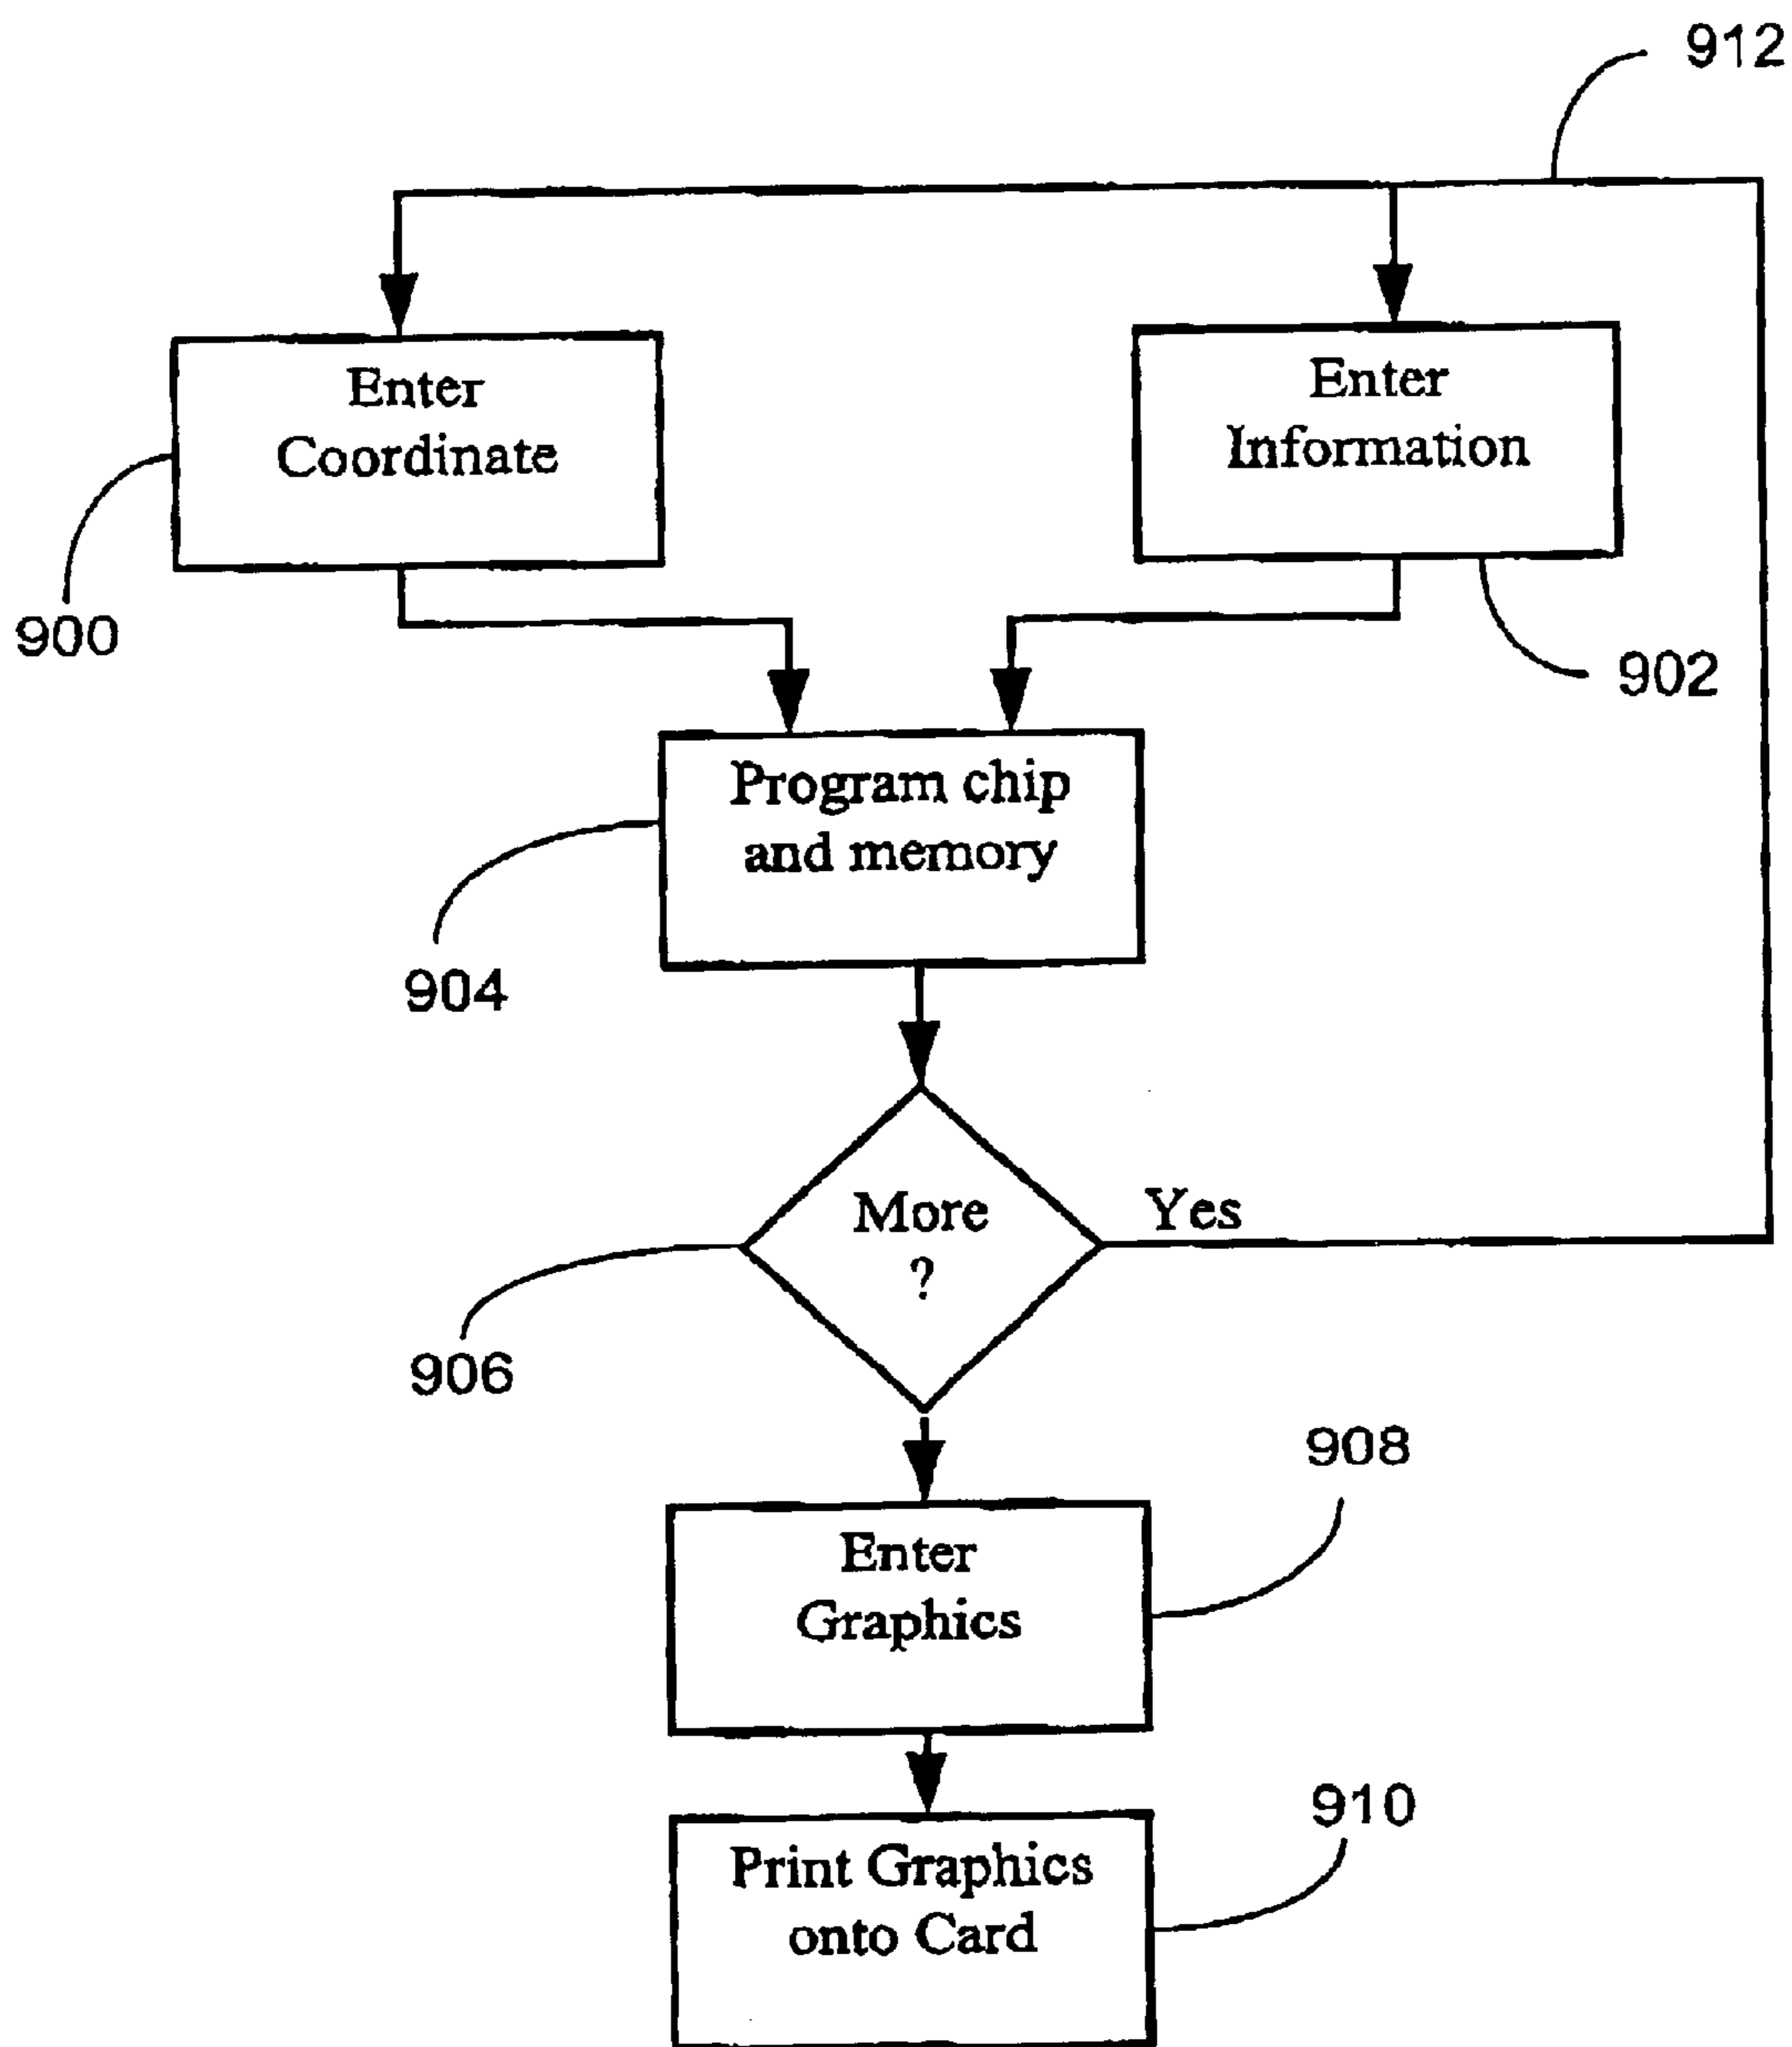 912
Enter
Coordinate
Enter
Information
900
902
Program chip
and memory
904
More
?
Yes
906
908
Enter
Graphics
910
Print Graphics
onto Card